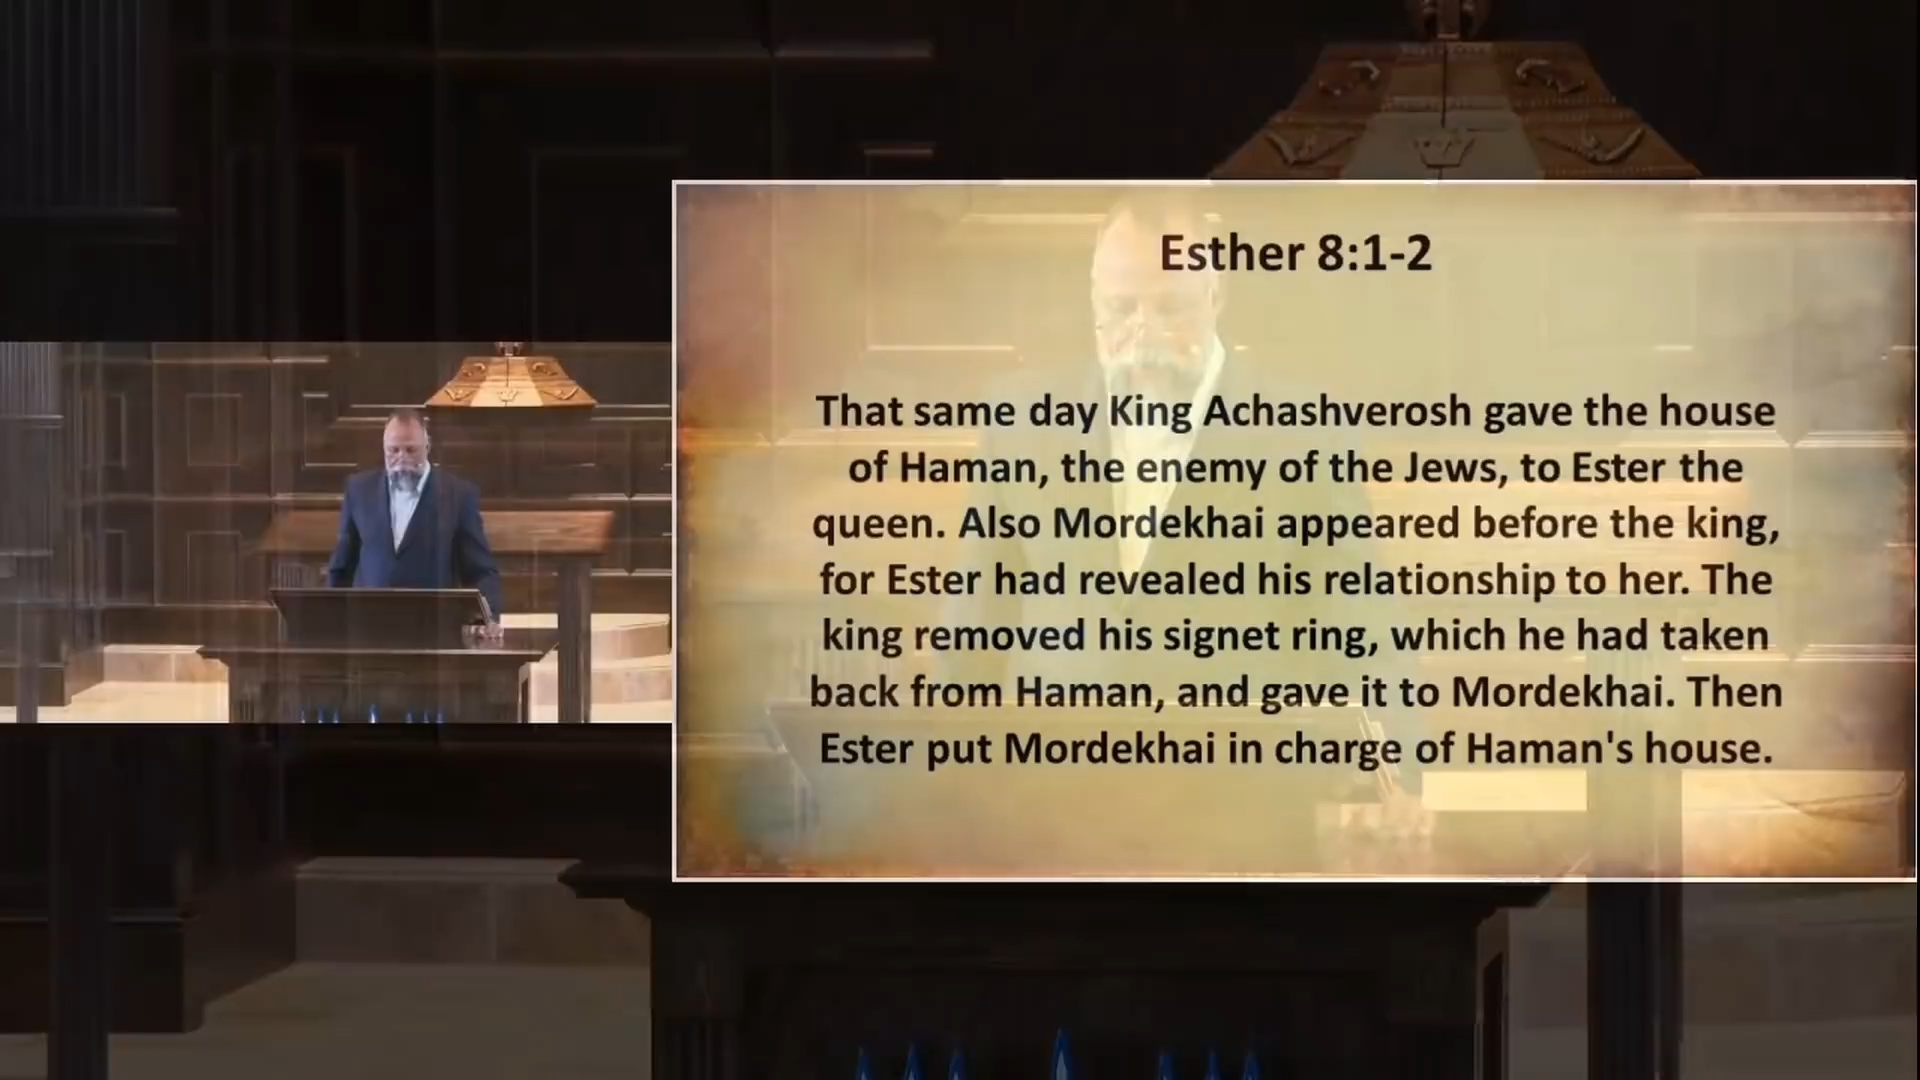 Esther 8:1-2
That same day King Achashverosh gave the house
of Haman, the enemy of the Jews, to Ester the
queen. Also Mordekhai appeared before the king,
for Ester had revealed his relationship to her. The
king removed his signet ring, which he had taken
back from Haman, and gave it to Mordekhai. Then
Ester put Mordekhai in charge of Haman's house.